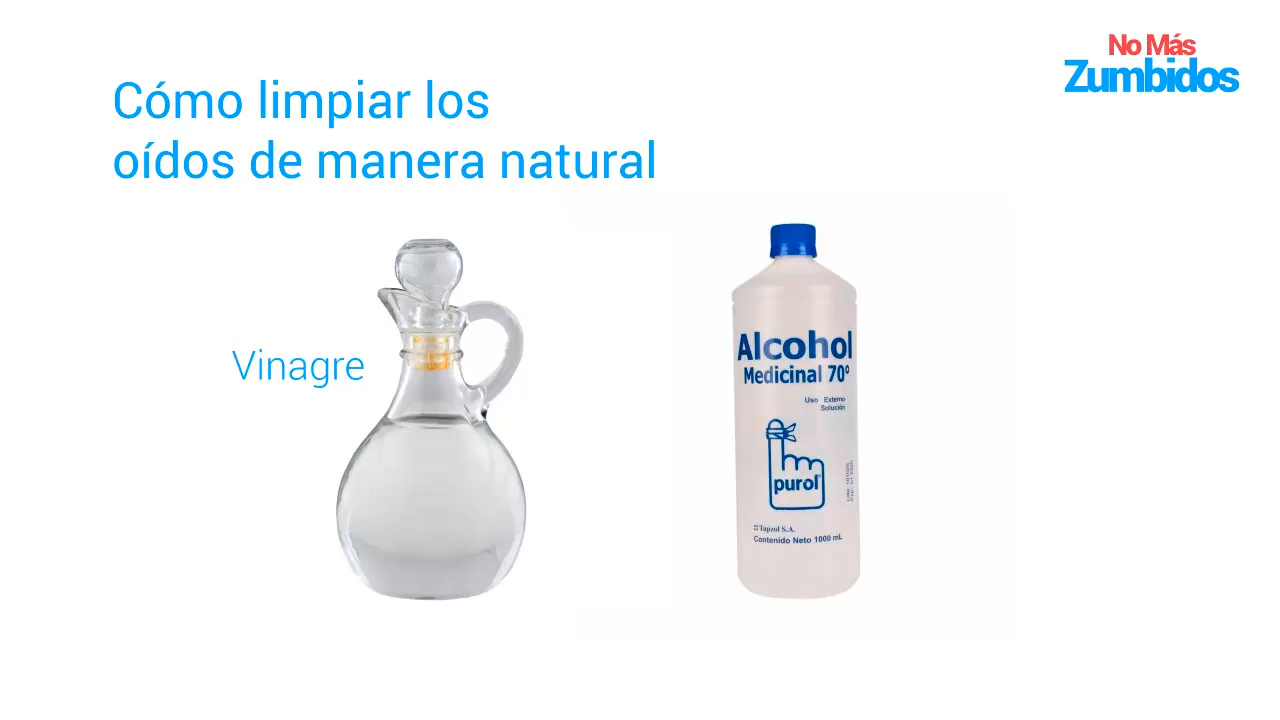 No Más
Zumbidos
Cómo limpiar los
oídos de manera natural
Vinagre
Alcohol
Medicinal 70°
Uso Externo
Solución
purol
Tupzol S.A.
Contenido Neto 1000 mL